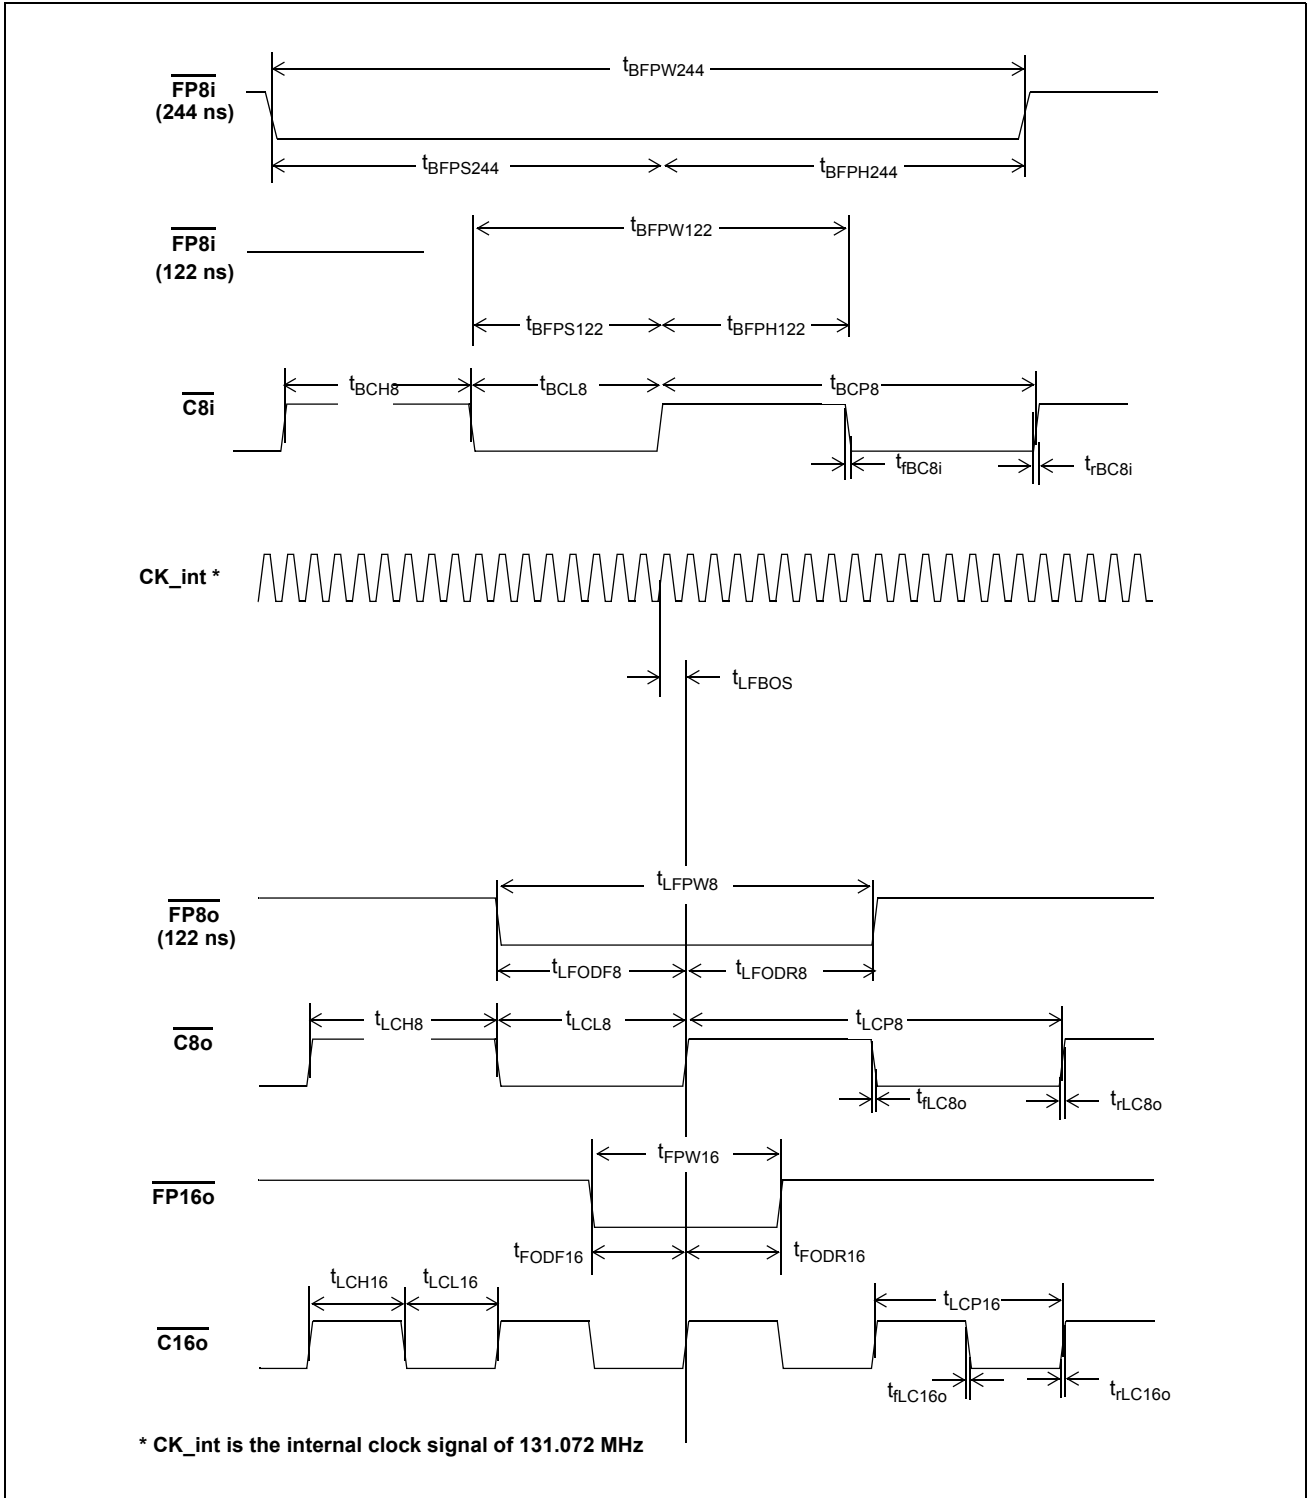 tBFPW244
FP8i
(244 ns)
tBFPS244
tBFPH244
tBFPW122
FP8i
(122 ns)
tBFPS122
tBFPH122
tBCH8
tBCL8
tBCP8
C8i
tfBC8i
trBC8i
CK_int *
tLFBOS
tLFPW8
FP8o
(122 ns)
tLFODF8
tLFODR8
tLCH8
tLCL8
tLCP8
C8o
tfLC8o
trLC8o
tFPW16
FP16o
tFODF16
tFODR16
tLCH16
tLCL16
tLCP16
C16o
tfLC16o
trLC16o
* CK_int is the internal clock signal of 131.072 MHz